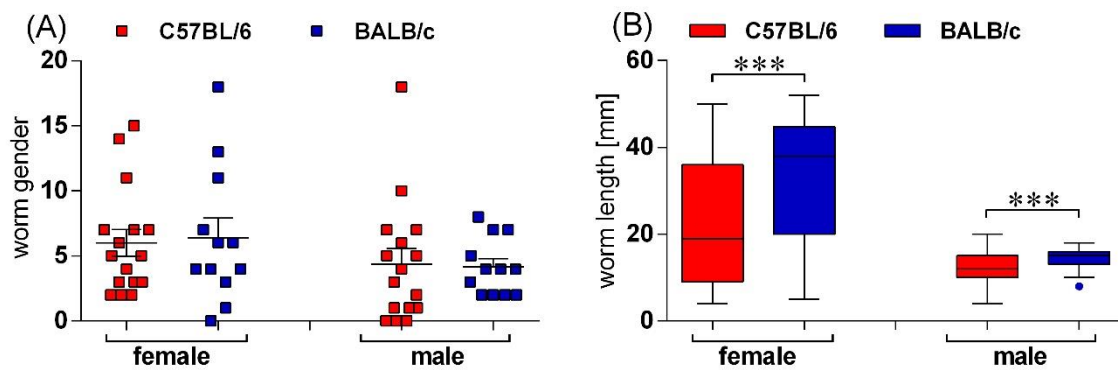 (A) C57BL/6 BALB/c
worm gender
20
15
10
5
0
female male
(B) C57BL/6 BALB/c
worm length [mm]
60
40
20
0
***
***
female male